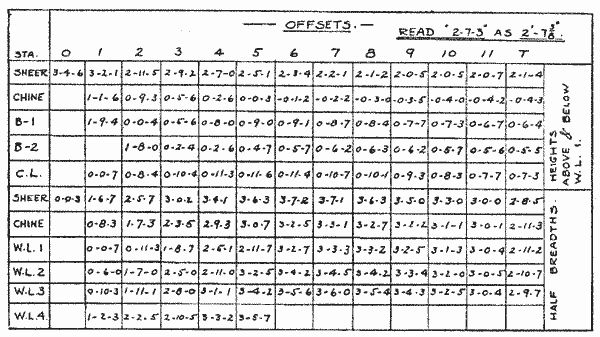 OFFSETS. READ "2-7-3" AS 2'-7 3/8".
STA. 0 1 2 3 4 5 6 7 8 9 10 11 T
SHEER 3-4-6 3-2-1 2-11-5 2-9-2 2-7-0 2-5-1 2-3-4 2-2-1 2-1-2 2-0-5 2-0-5 2-0-7 2-1-4
CHINE 1-1-6 0-9-3 0-5-6 0-2-6 0-0-3 -0-1-2 -0-2-2 -0-3-0 -0-3-5 -0-4-0 -0-4-2 -0-4-3
B-1 1-9-4 0-0-4 0-5-6 0-8-0 0-9-0 0-9-1 0-8-7 0-8-4 0-7-7 0-7-3 0-6-7 0-6-4
B-2 1-8-0 0-2-4 0-2-6 0-4-7 0-5-7 0-6-2 0-6-3 0-6-2 0-5-7 0-5-6 0-5-5
C.L. 0-0-7 0-8-4 0-10-4 0-11-3 0-11-6 0-11-4 0-10-7 0-10-1 0-9-3 0-8-3 0-7-7 0-7-3
HEIGHTS ABOVE & BELOW W.L.1.
SHEER 0-0-3 1-6-7 2-5-7 3-0-2 3-4-1 3-6-3 3-7-2 3-7-1 3-6-3 3-5-0 3-3-0 3-0-0 2-8-5
CHINE 0-8-3 1-7-3 2-3-5 2-9-3 3-0-7 3-2-5 3-3-1 3-2-7 3-2-2 3-1-1 3-0-1 2-11-3
W.L.1 0-0-7 0-11-3 1-8-7 2-5-1 2-11-7 3-2-7 3-3-3 3-3-2 3-2-5 3-1-3 3-0-4 2-11-2
W.L.2 0-6-0 1-7-0 2-5-0 2-11-0 3-2-5 3-4-2 3-4-5 3-4-2 3-3-4 3-2-0 3-0-5 2-10-7
W.L.3 0-10-3 1-11-1 2-8-0 3-1-1 3-4-2 3-5-6 3-6-0 3-5-4 3-4-3 3-2-5 3-0-4 2-9-7
W.L.4. 1-2-3 2-2-5 2-10-5 3-3-2 3-5-7
HALF BREADTHS.